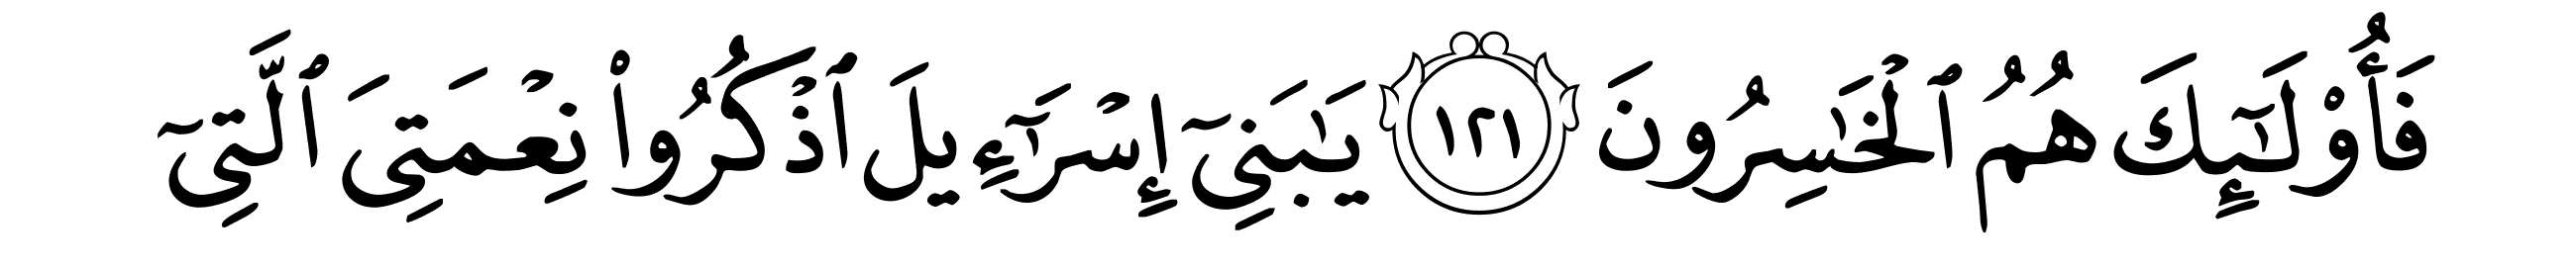 فَأُو۟لَـٰٓئِكَ هُمُ ٱلْخَـٰسِرُونَ ١٢١ يَـٰبَنِىٓ إِسْرَٰٓءِيلَ ٱذْكُرُوا۟ نِعْمَتِىَ ٱلَّتِىٓ